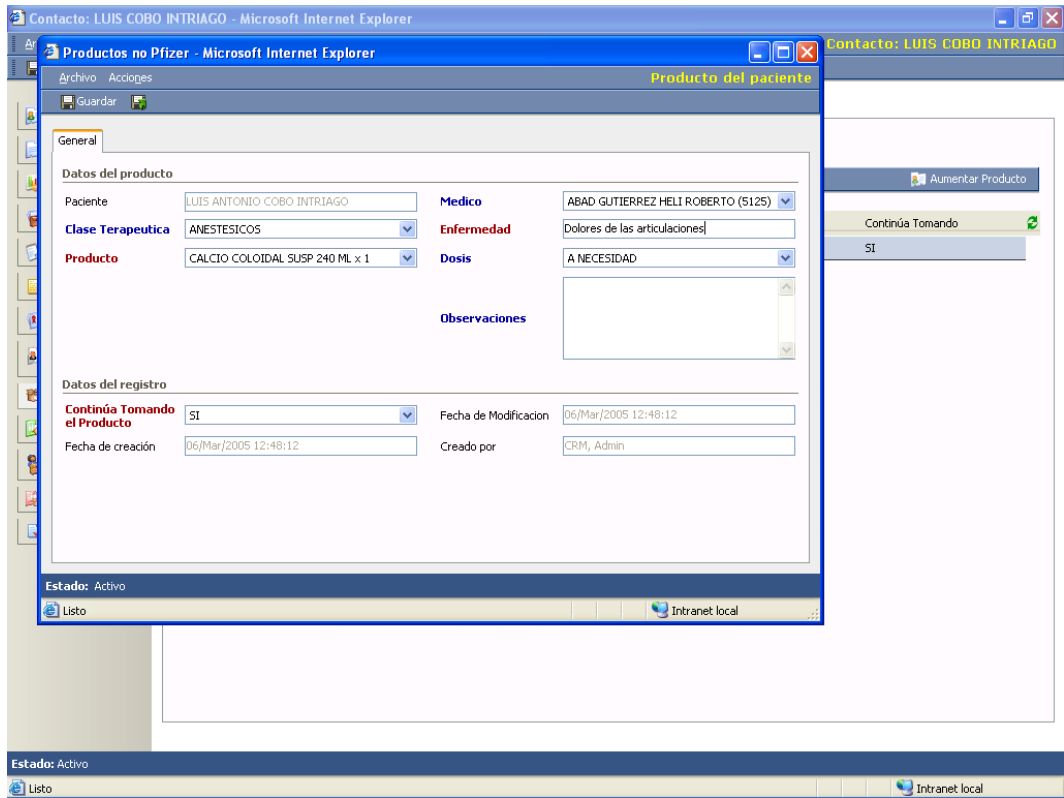 Contacto: LUIS COBO INTRIAGO - Microsoft Internet Explorer
Contacto: LUIS COBO INTRIAGO
Productos no Pfizer - Microsoft Internet Explorer
Archivo Acciones
Producto del paciente
Guardar
General
Datos del producto
Paciente LUIS ANTONIO COBO INTRIAGO Medico ABAD GUTIERREZ HELI ROBERTO (5125)
Clase Terapeutica ANESTESICOS Enfermedad Dolores de las articulaciones
Producto CALCIO COLOIDAL SUSP 240 ML x 1 Dosis A NECESIDAD
Observaciones
Datos del registro
Continúa Tomando
el Producto SI Fecha de Modificacion 06/Mar/2005 12:48:12
Fecha de creación 06/Mar/2005 12:48:12 Creado por CRM, Admin
Estado: Activo
Listo Intranet local
Aumentar Producto
Continúa Tomando
SI
Estado: Activo
Listo Intranet local